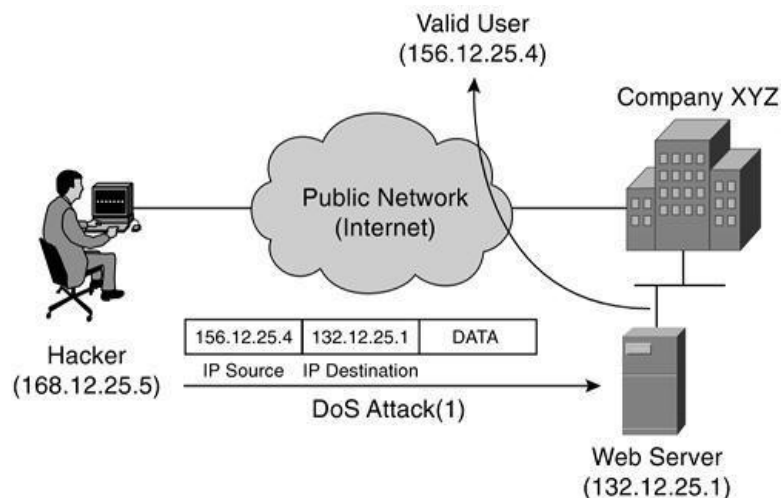 Valid User
(156.12.25.4)
Company XYZ
Public Network
(Internet)
156.12.25.4 132.12.25.1 DATA
IP Source IP Destination
Hacker
(168.12.25.5)
DoS Attack(1)
Web Server
(132.12.25.1)